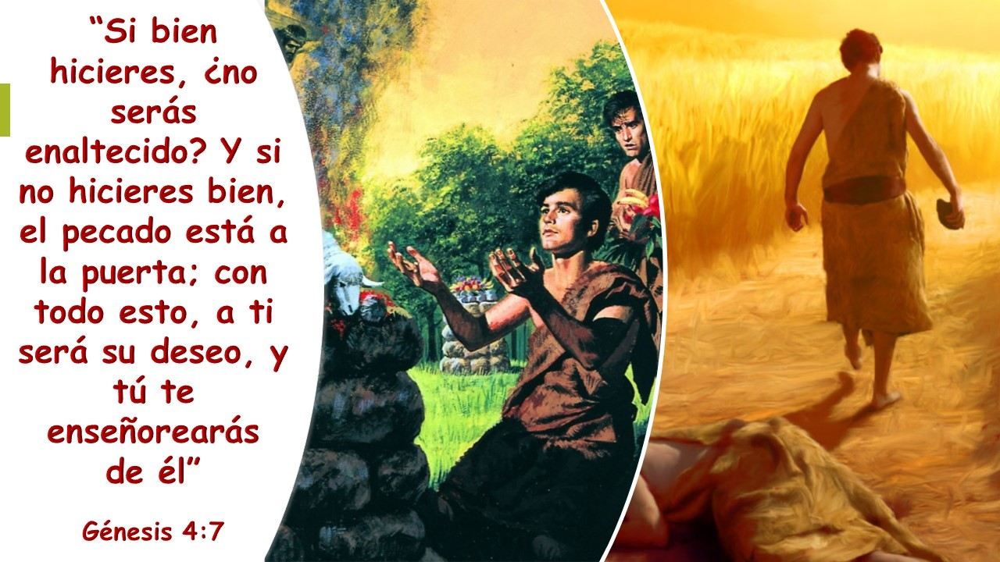 “Si bien
hicieres, ¿no
serás
enaltecido? Y si
no hicieres bien,
el pecado está a
la puerta; con
todo esto, a ti
será su deseo, y
tú te
enseñorearás
de él”
Génesis 4:7